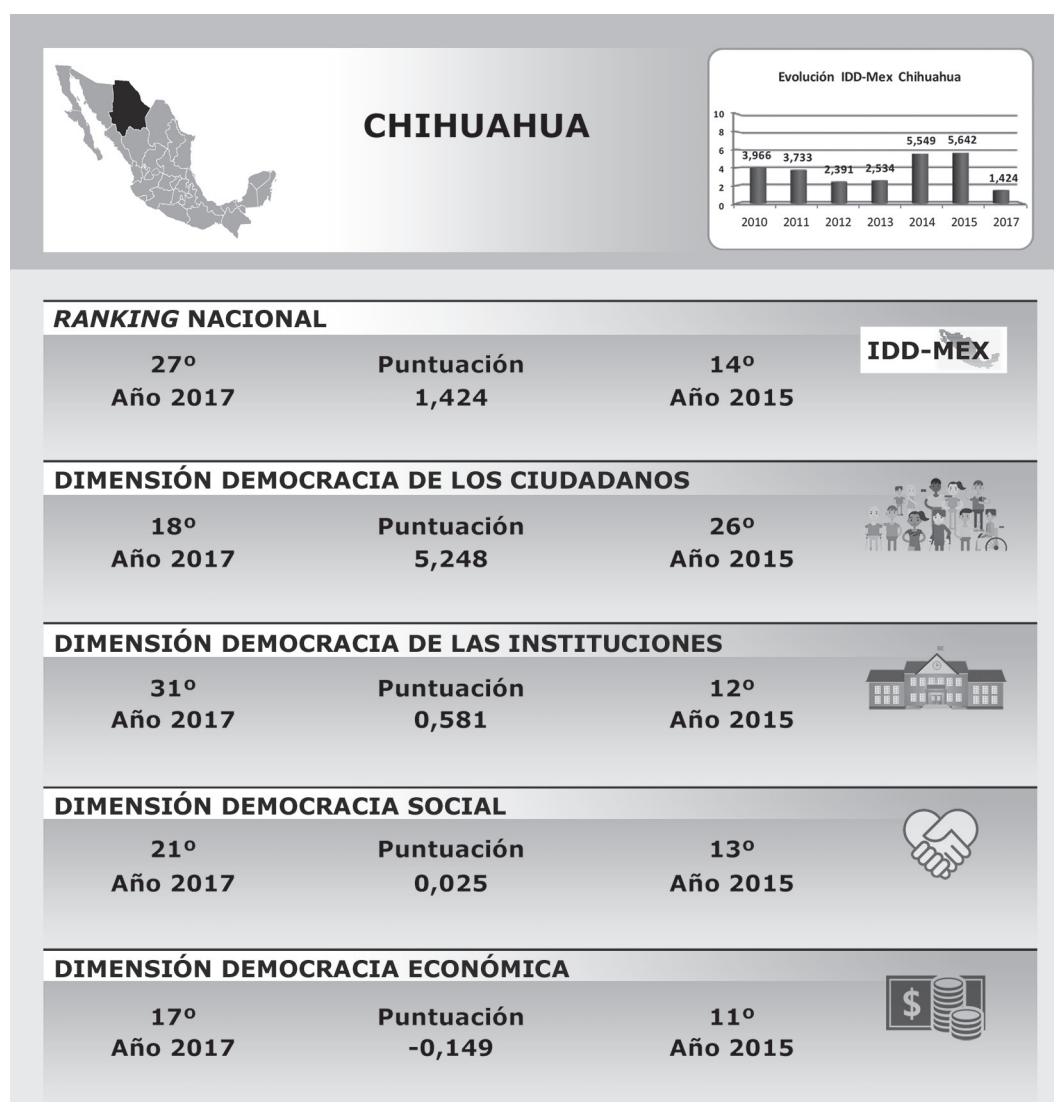 CHIHUAHUA
Evolución IDD-Mex Chihuahua
10
8
6
4
2
0
3,966
3,733
2,391
2,534
5,549
5,642
1,424
2010 2011 2012 2013 2014 2015 2017
RANKING NACIONAL
IDD-MEX
27º Puntuación 14º
Año 2017 1,424 Año 2015
DIMENSIÓN DEMOCRACIA DE LOS CIUDADANOS
18º Puntuación 26º
Año 2017 5,248 Año 2015
DIMENSIÓN DEMOCRACIA DE LAS INSTITUCIONES
31º Puntuación 12º
Año 2017 0,581 Año 2015
DIMENSIÓN DEMOCRACIA SOCIAL
21º Puntuación 13º
Año 2017 0,025 Año 2015
DIMENSIÓN DEMOCRACIA ECONÓMICA
$
17º Puntuación 11º
Año 2017 -0,149 Año 2015